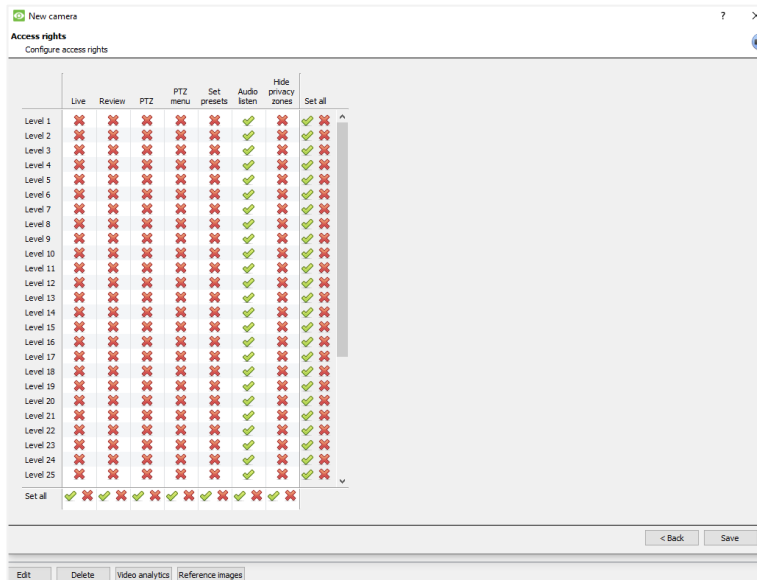 New camera ?
Access rights
Configure access rights
Live Review PTZ PTZ menu Set presets Audio listen Hide privacy zones Set all
Level 1
Level 2
Level 3
Level 4
Level 5
Level 6
Level 7
Level 8
Level 9
Level 10
Level 11
Level 12
Level 13
Level 14
Level 15
Level 16
Level 17
Level 18
Level 19
Level 20
Level 21
Level 22
Level 23
Level 24
Level 25
Set all
< Back Save
Edit Delete Video analytics Reference images